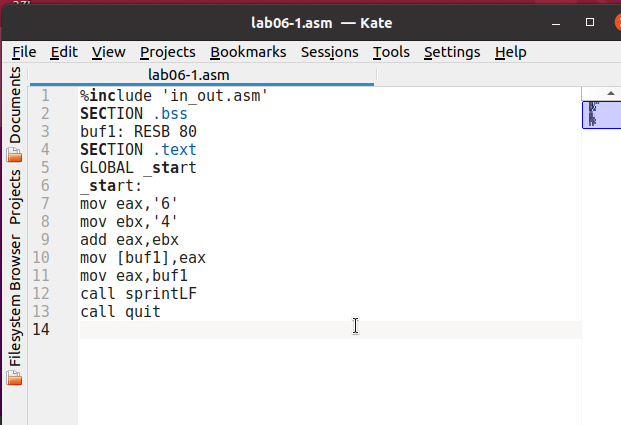 lab06-1.asm — Kate
File Edit View Projects Bookmarks Sessions Tools Settings Help
lab06-1.asm
Documents
Projects
Filesystem Browser
1 %include 'in_out.asm'
2 SECTION .bss
3 buf1: RESB 80
4 SECTION .text
5 GLOBAL _start
6 _start:
7 mov eax,'6'
8 mov ebx,'4'
9 add eax,ebx
10 mov [buf1],eax
11 mov eax,buf1
12 call sprintLF
13 call quit
14